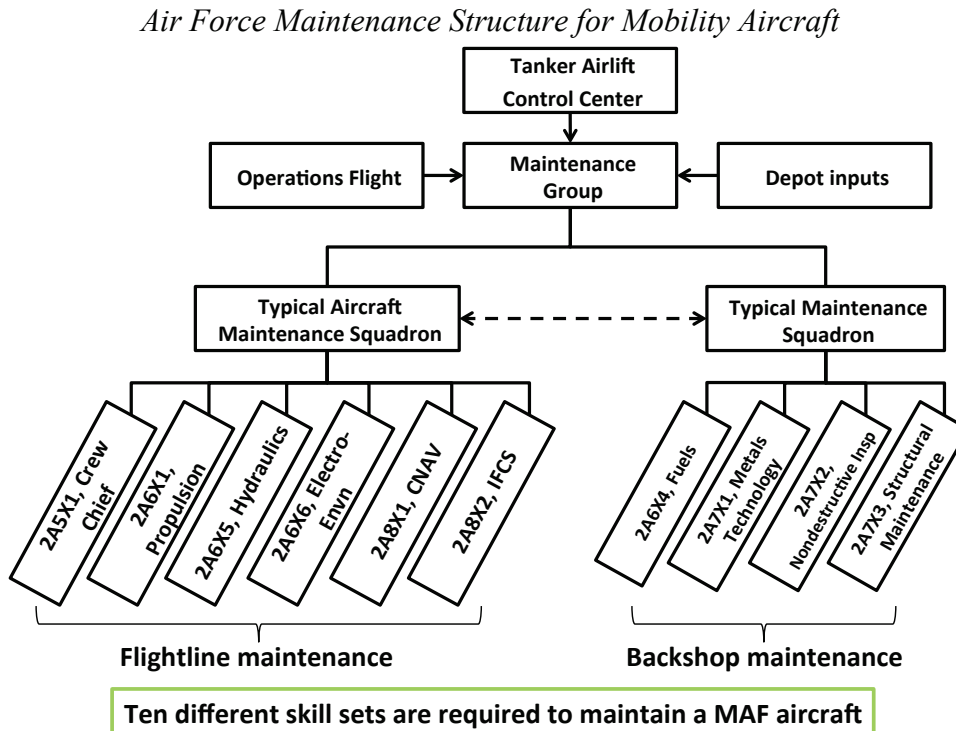 Air Force Maintenance Structure for Mobility Aircraft
Tanker Airlift
Control Center
Operations Flight
Maintenance
Group
Depot inputs
Typical Aircraft
Maintenance Squadron
Typical Maintenance
Squadron
2A5X1, Crew
Chief
2A6X1,
Propulsion
2A6X5, Hydraulics
2A6X6, Electro-
Envn
2A8X1, CNAV
2A8X2, IFCS
2A6X4, Fuels
2A7X1, Metals
Technology
2A7X2,
Nondestructive Insp
2A7X3, Structural
Maintenance
Flightline maintenance
Backshop maintenance
Ten different skill sets are required to maintain a MAF aircraft